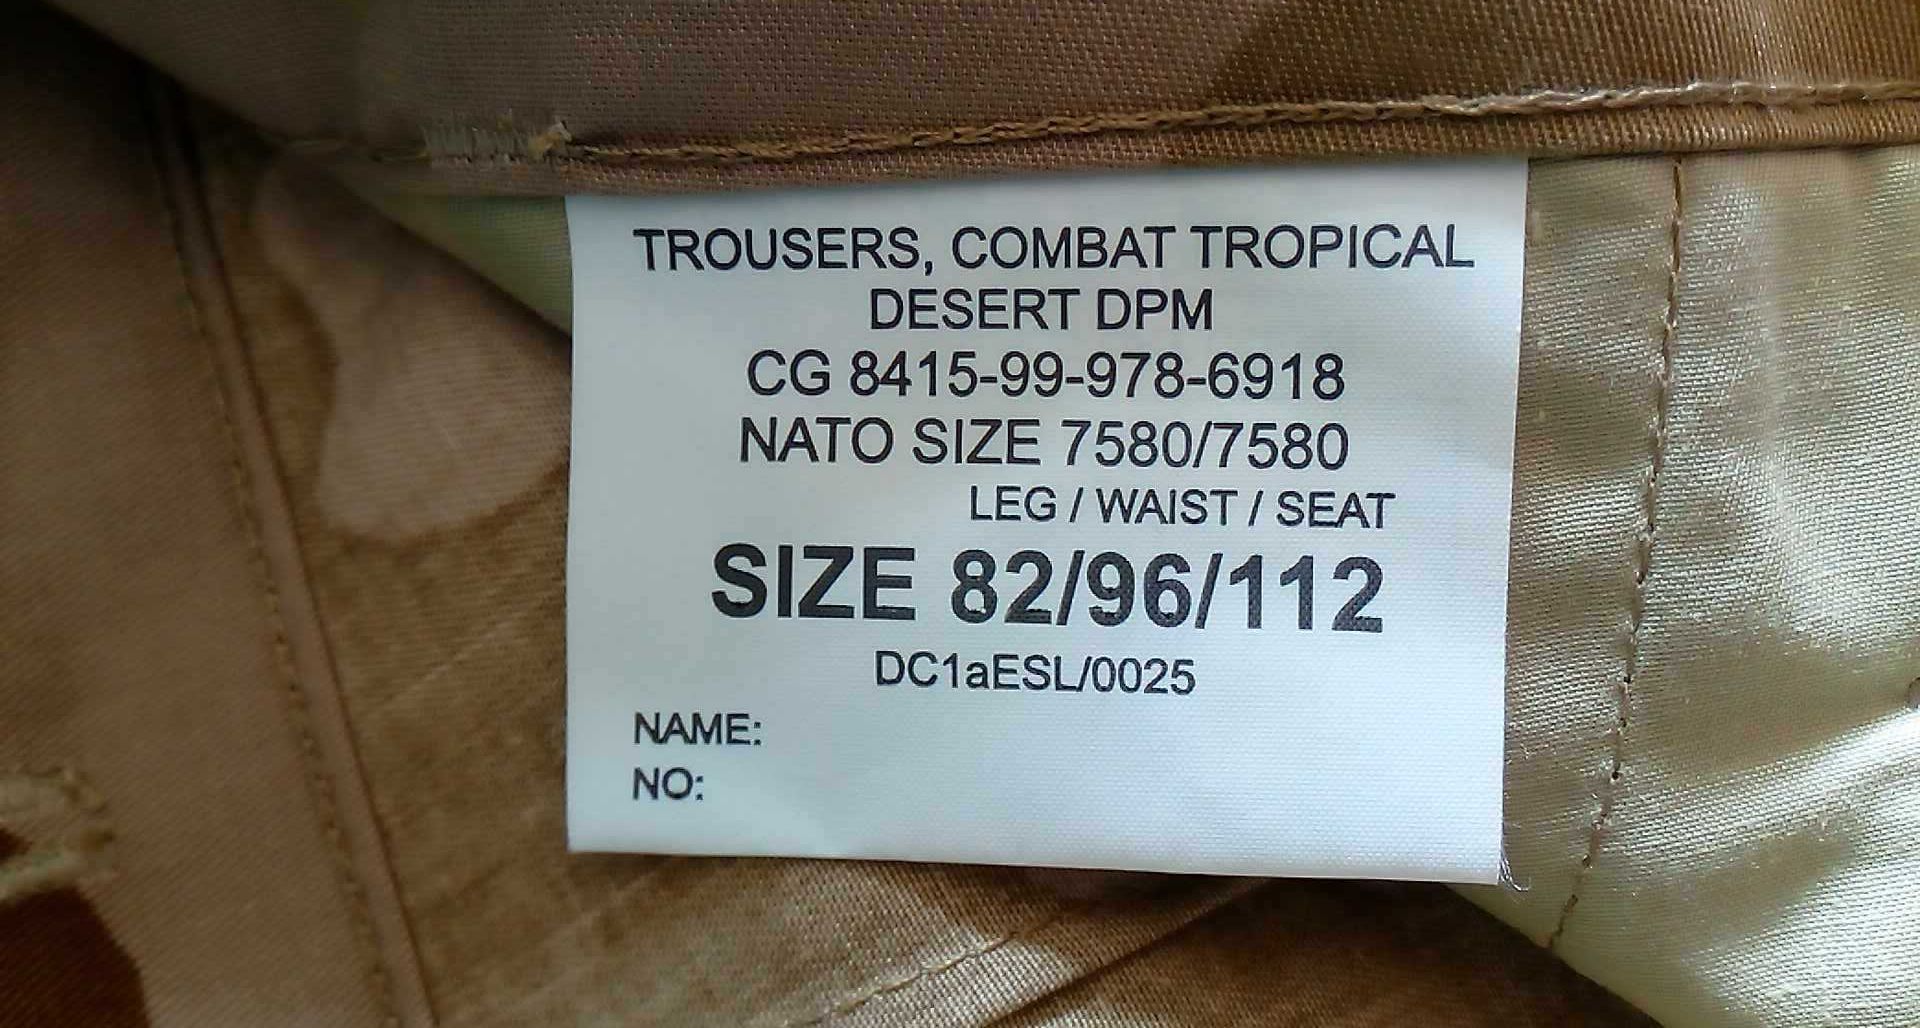 TROUSERS, COMBAT TROPICAL
DESERT DPM
CG 8415-99-978-6918
NATO SIZE 7580/7580
LEG / WAIST / SEAT
SIZE 82/96/112
DC1aESL/0025
NAME:
NO: